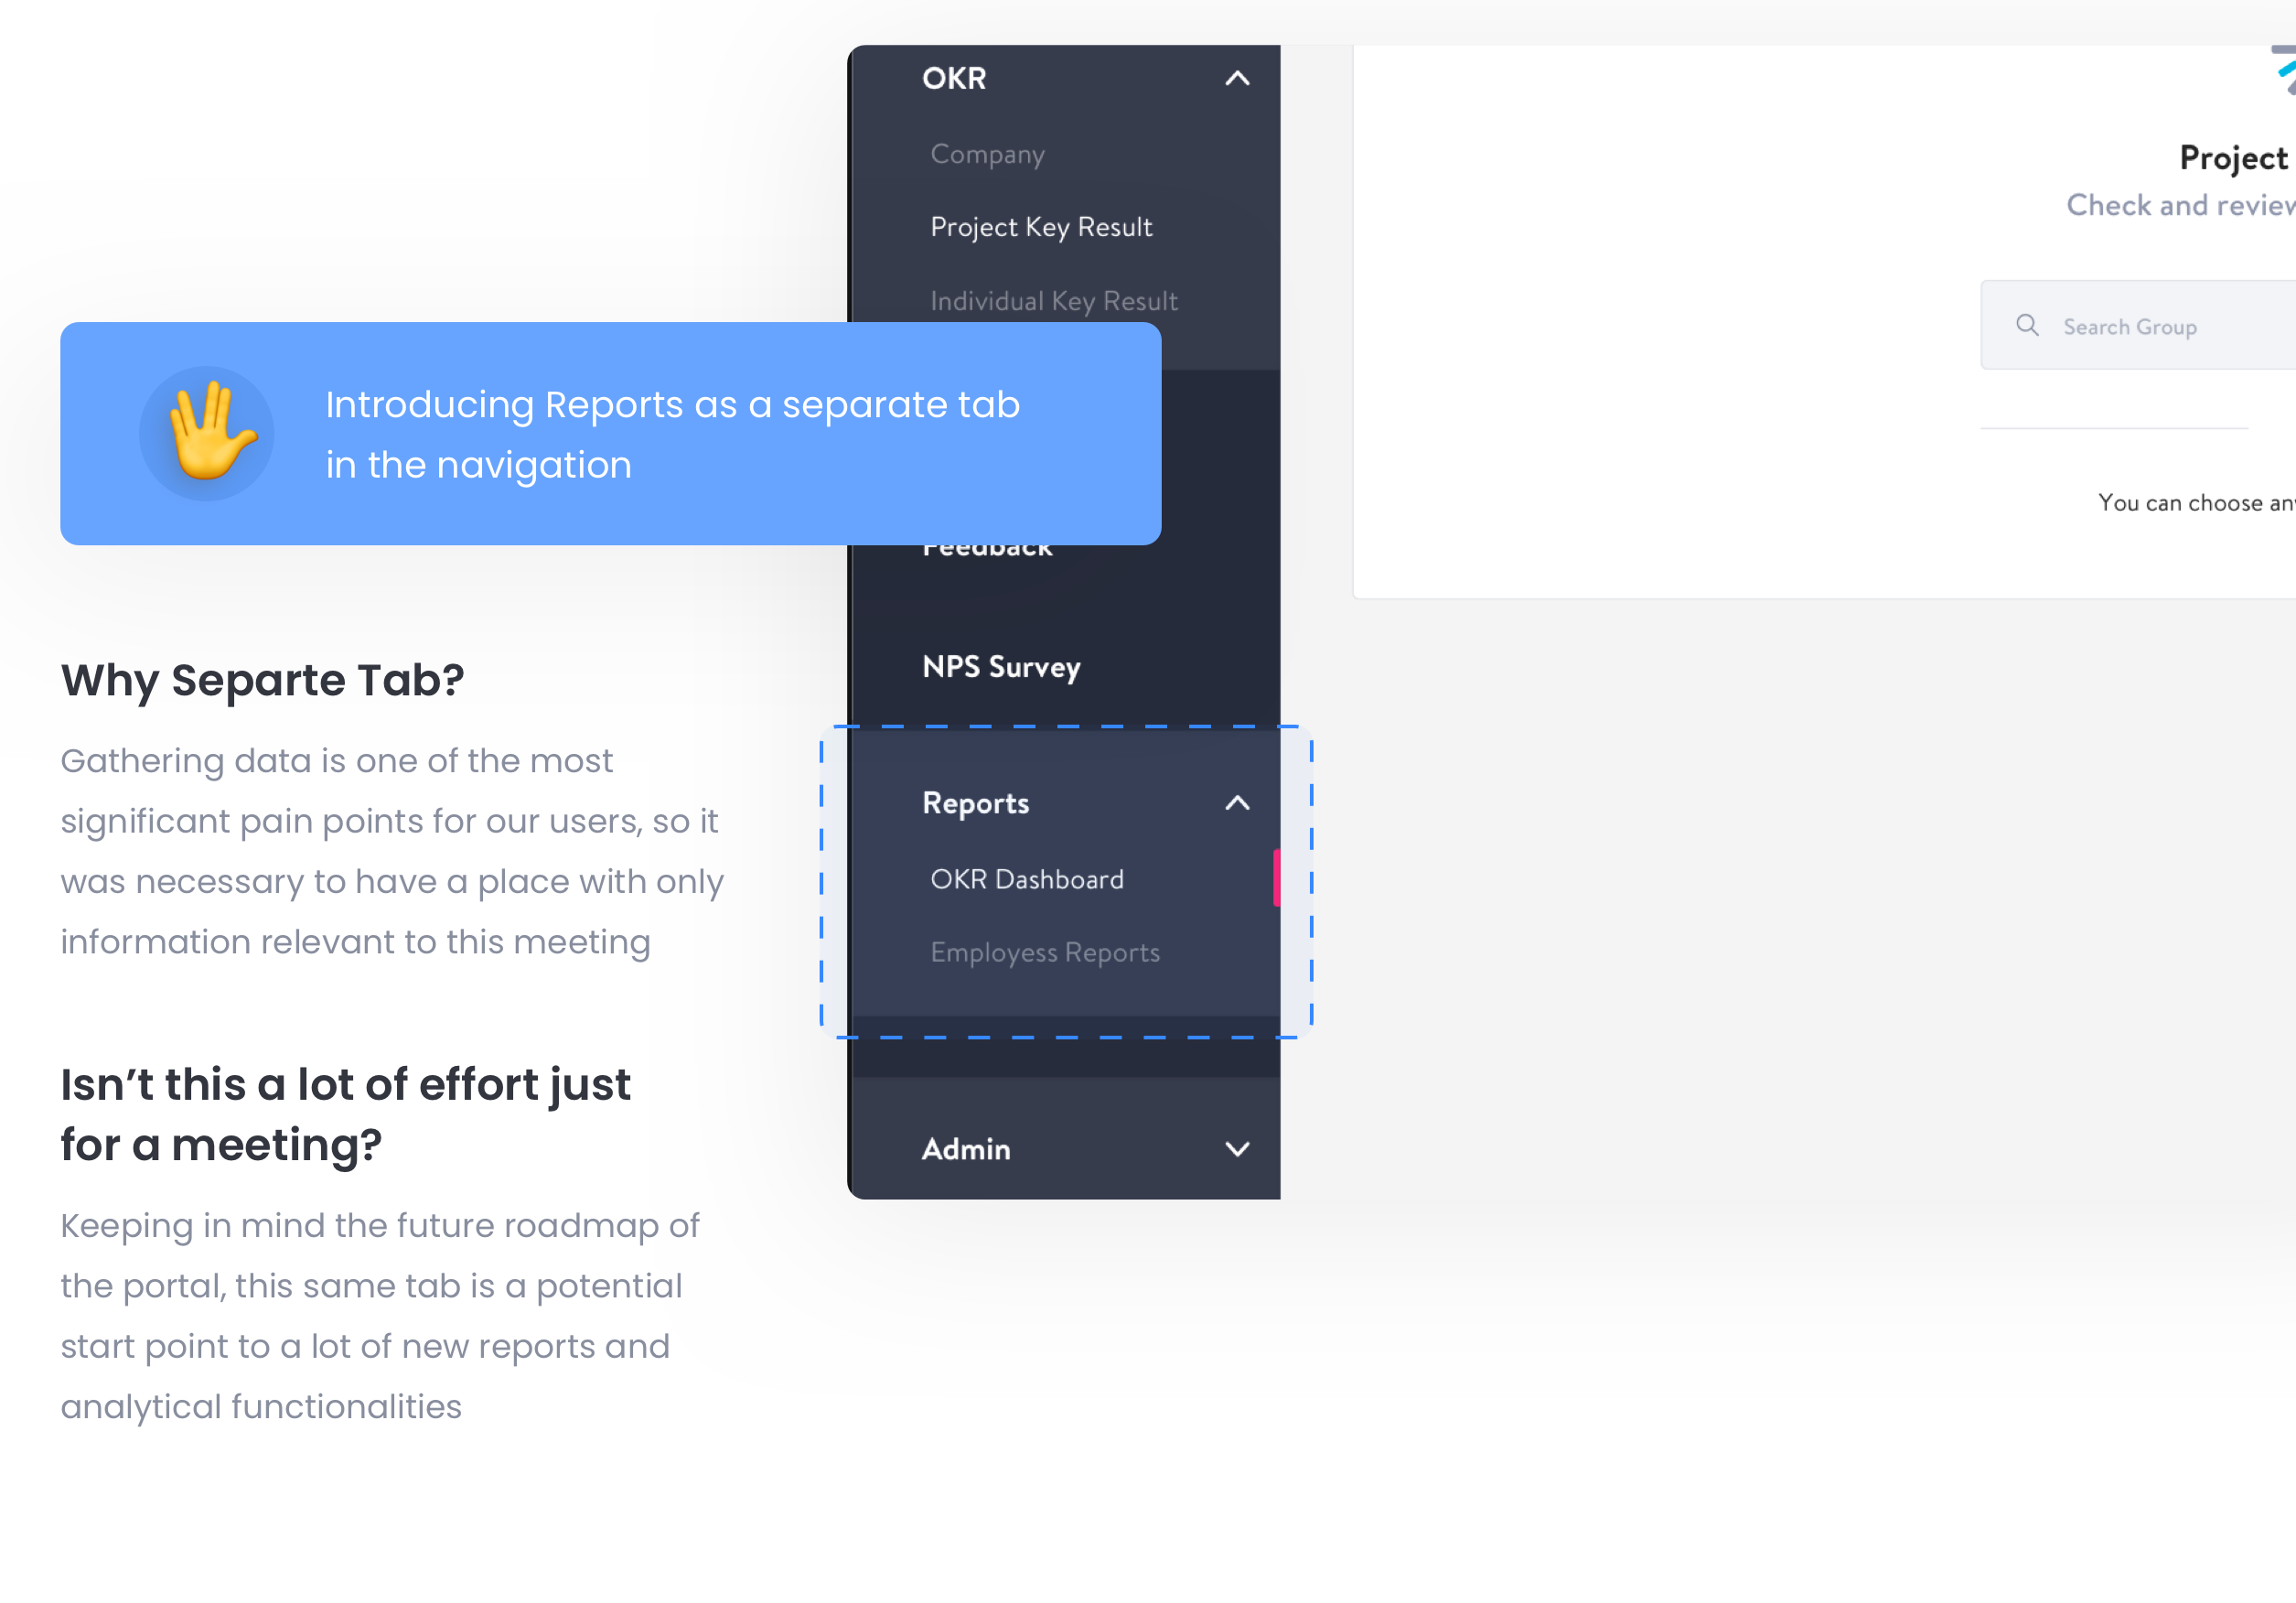 OKR
Company
Project Key Result
Individual Key Result
Introducing Reports as a separate tab
in the navigation
Feedback
NPS Survey
Reports
OKR Dashboard
Employess Reports
Admin
Why Separte Tab?
Gathering data is one of the most
significant pain points for our users, so it
was necessary to have a place with only
information relevant to this meeting
Isn’t this a lot of effort just
for a meeting?
Keeping in mind the future roadmap of
the portal, this same tab is a potential
start point to a lot of new reports and
analytical functionalities
Project
Check and review
Search Group
You can choose